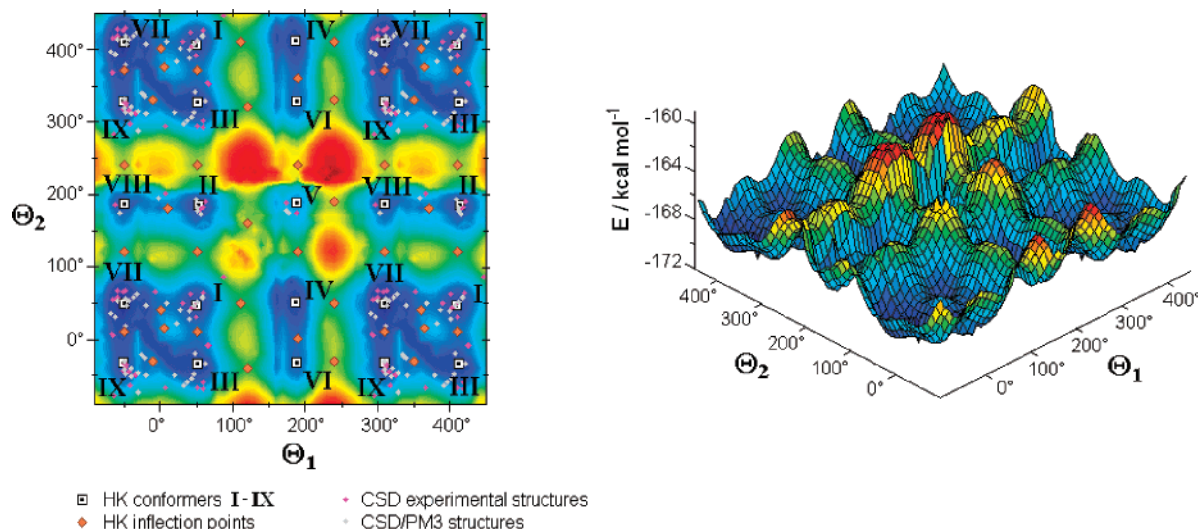 VII I IV VII I
400°
300°
IX III VI IX III
VIII II V VIII II
200°
Θ2
100°
VII I IV VII I
0°
IX III VI IX III
0° 100° 200° 300° 400°
Θ1
HK conformers I-IX
CSD experimental structures
HK inflection points
CSD/PM3 structures
-160
-164
-168
-172
E / kcal mol⁻¹
400° 300° 200° 100° 0°
Θ2
0° 100° 200° 300° 400°
Θ1